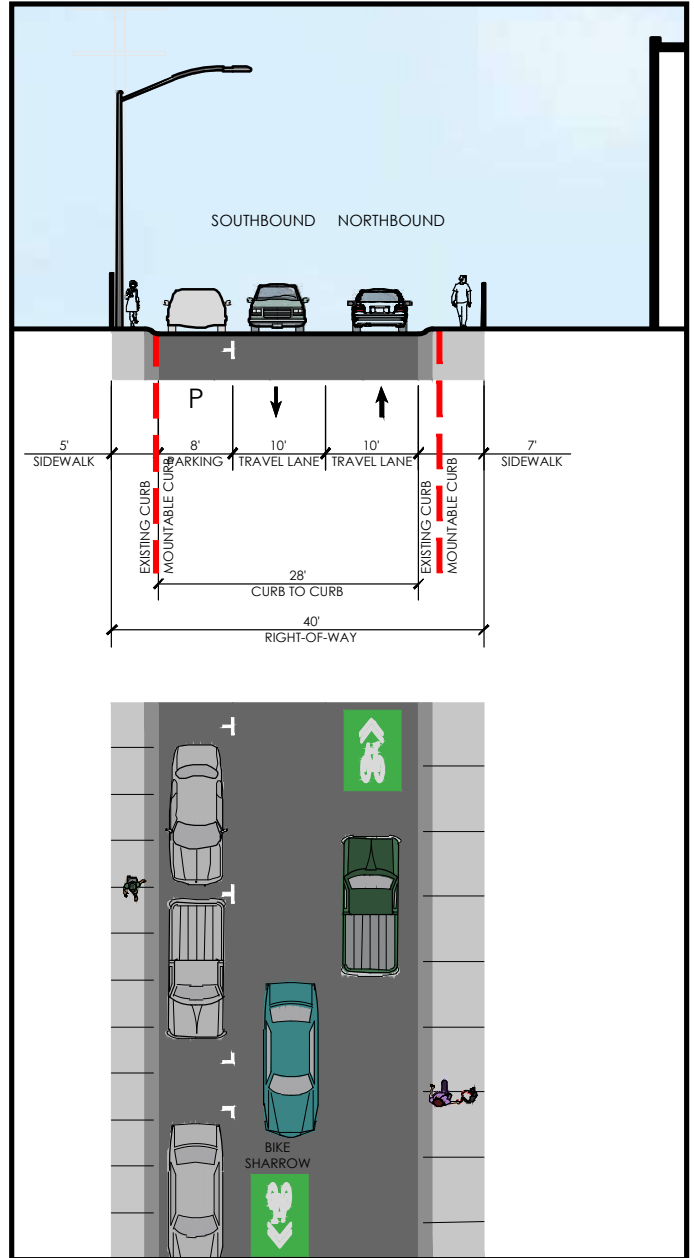 SOUTHBOUND NORTHBOUND
P
5' 8' 10' 10' 7'
SIDEWALK PARKING TRAVEL LANE TRAVEL LANE SIDEWALK
EXISTING CURB
MOUNTABLE CURB
EXISTING CURB
MOUNTABLE CURB
28'
CURB TO CURB
40'
RIGHT-OF-WAY
BIKE
SHARROW